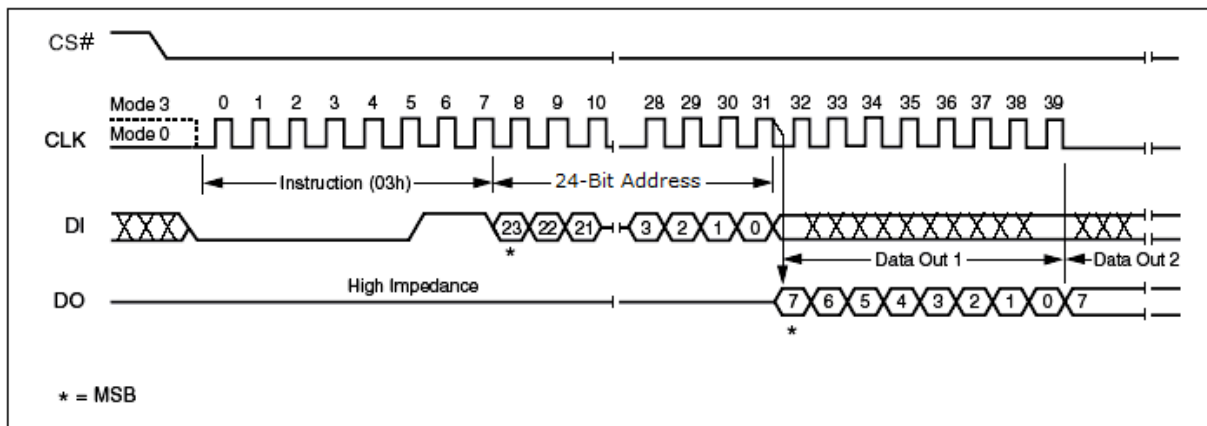 CS#
Mode 3 0 1 2 3 4 5 6 7 8 9 10 28 29 30 31 32 33 34 35 36 37 38 39
CLK Mode 0
Instruction (03h) 24-Bit Address
DI 23 22 21 3 2 1 0
* Data Out 1 Data Out 2
High Impedance
DO 7 6 5 4 3 2 1 0 7
*
* = MSB